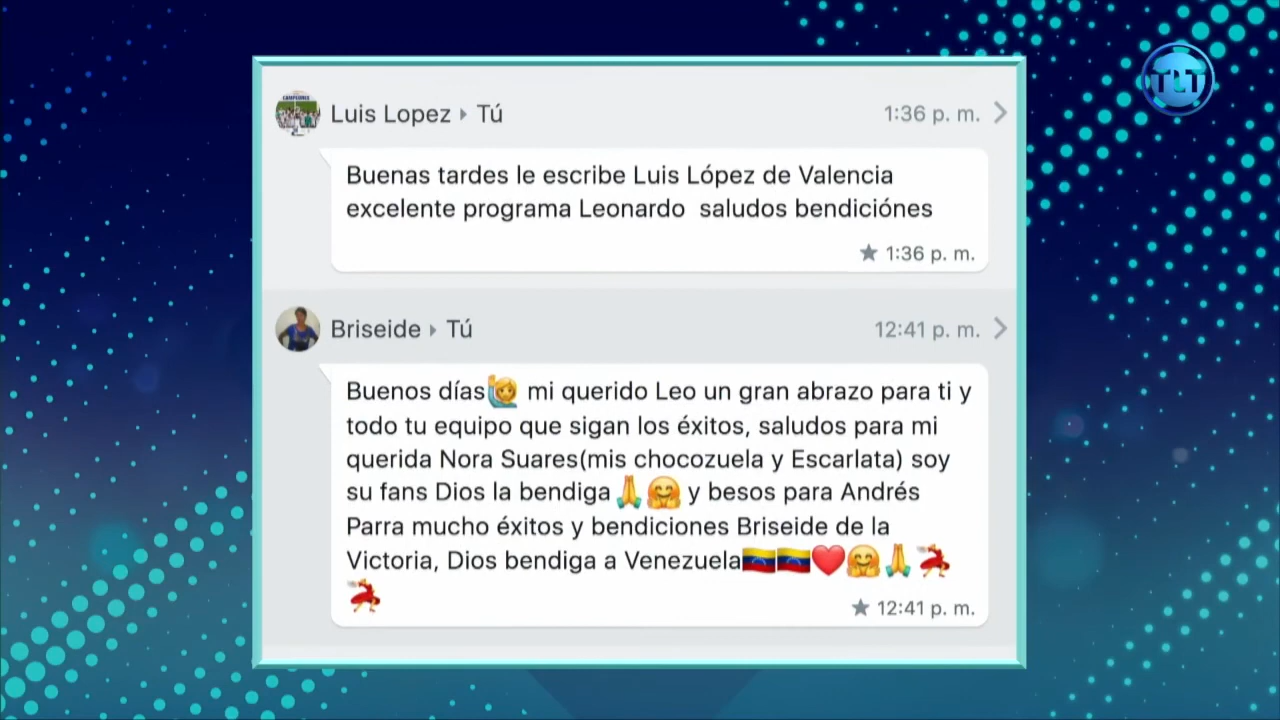 TLT
Luis Lopez Tú
1:36 p. m.
Buenas tardes le escribe Luis López de Valencia
excelente programa Leonardo saludos bendiciónes
★ 1:36 p. m.
Briseide Tú
12:41 p. m.
Buenos días🙋 mi querido Leo un gran abrazo para ti y
todo tu equipo que sigan los éxitos, saludos para mi
querida Nora Suares(mis chocozuela y Escarlata) soy
su fans Dios la bendiga🙏🤗 y besos para Andrés
Parra mucho éxitos y bendiciones Briseide de la
Victoria, Dios bendiga a Venezuela🇻🇪🇻🇪❤️🤗🙏💃
💃
★ 12:41 p. m.